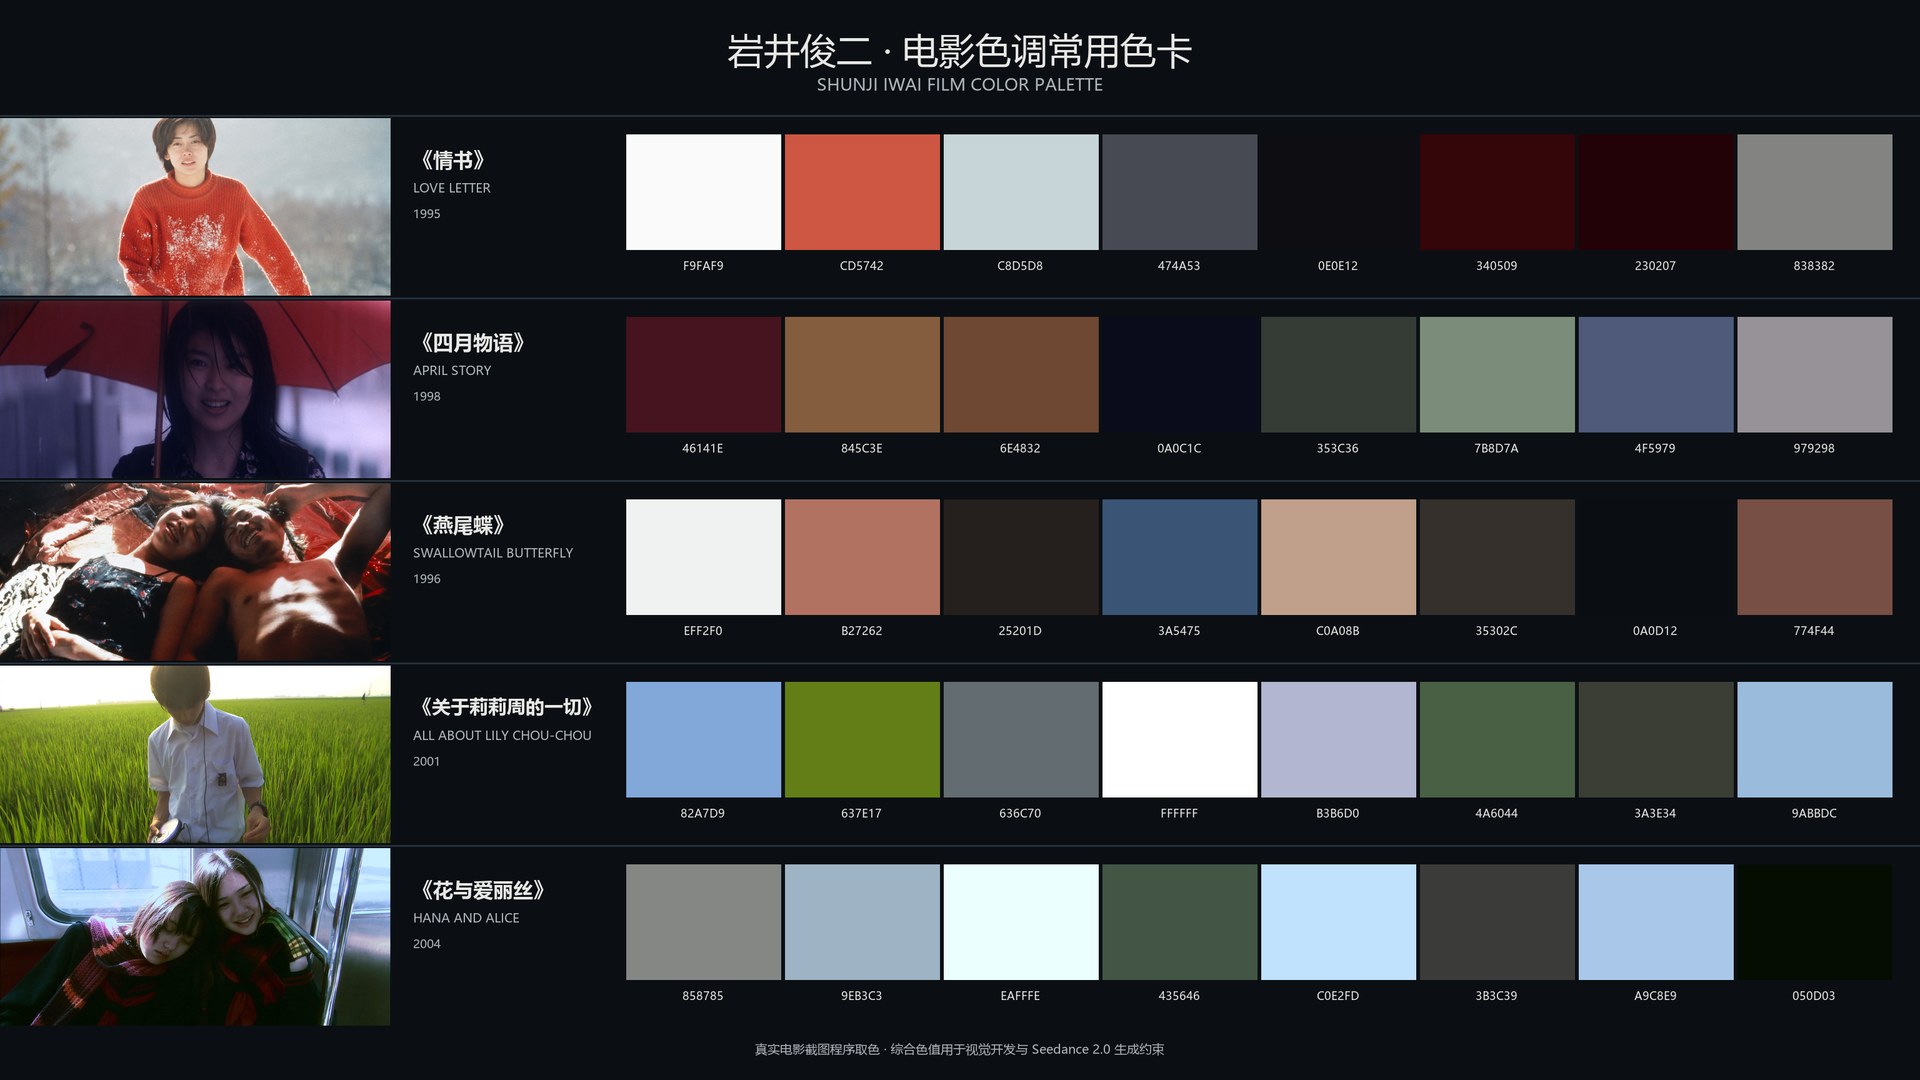 岩井俊二 · 电影色调常用色卡
SHUNJI IWAI FILM COLOR PALETTE
《情书》
LOVE LETTER
1995
F9FAF9 CD5742 C8D5D8 474A53 0E0E12 340509 230207 838382
《四月物语》
APRIL STORY
1998
46141E 845C3E 6E4832 0A0C1C 353C36 7B8D7A 4F5979 979298
《燕尾蝶》
SWALLOWTAIL BUTTERFLY
1996
EFF2F0 B27262 25201D 3A5475 C0A08B 35302C 0A0D12 774F44
《关于莉莉周的一切》
ALL ABOUT LILY CHOU-CHOU
2001
82A7D9 637E17 636C70 FFFFFF B3B6D0 4A6044 3A3E34 9ABBDC
《花与爱丽丝》
HANA AND ALICE
2004
858785 9EB3C3 EAFFFE 435646 C0E2FD 3B3C39 A9C8E9 050D03
真实电影截图程序取色 · 综合色值用于视觉开发与 Seedance 2.0 生成约束